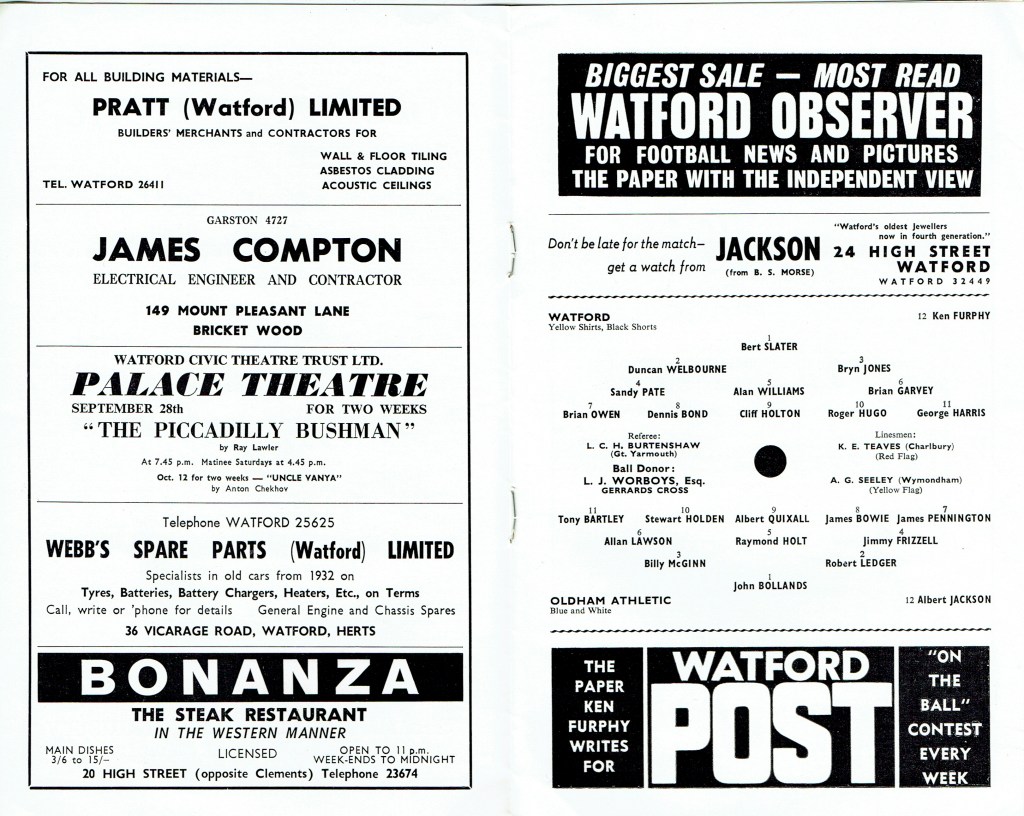 FOR ALL BUILDING MATERIALS—
PRATT (Watford) LIMITED
BUILDERS' MERCHANTS and CONTRACTORS FOR
WALL & FLOOR TILING
ASBESTOS CLADDING
TEL. WATFORD 26411 ACOUSTIC CEILINGS
GARSTON 4727
JAMES COMPTON
ELECTRICAL ENGINEER AND CONTRACTOR
149 MOUNT PLEASANT LANE
BRICKET WOOD
WATFORD CIVIC THEATRE TRUST LTD.
PALACE THEATRE
SEPTEMBER 28th FOR TWO WEEKS
"THE PICCADILLY BUSHMAN"
by Ray Lawler
At 7.45 p.m. Matinee Saturdays at 4.45 p.m.
Oct. 12 for two weeks — "UNCLE VANYA"
by Anton Chekhov
Telephone WATFORD 25625
WEBB'S SPARE PARTS (Watford) LIMITED
Specialists in old cars from 1932 on
Tyres, Batteries, Battery Chargers, Heaters, Etc., on Terms
Call, write or 'phone for details General Engine and Chassis Spares
36 VICARAGE ROAD, WATFORD, HERTS
BONANZA
THE STEAK RESTAURANT
IN THE WESTERN MANNER
MAIN DISHES
3/6 to 15/–
LICENSED
OPEN TO 11 p.m.
WEEK-ENDS TO MIDNIGHT
20 HIGH STREET (opposite Clements) Telephone 23674
BIGGEST SALE — MOST READ
WATFORD OBSERVER
FOR FOOTBALL NEWS AND PICTURES
THE PAPER WITH THE INDEPENDENT VIEW
Don't be late for the match—
get a watch from
JACKSON
(from B. S. MORSE)
"Watford's oldest Jewellers
now in fourth generation."
24 HIGH STREET
WATFORD
WATFORD 32449
WATFORD 12 Ken FURPHY
Yellow Shirts, Black Shorts
1
Bert SLATER
2 3
Duncan WELBOURNE Bryn JONES
4 5 6
Sandy PATE Alan WILLIAMS Brian GARVEY
7 8 9 10 11
Brian OWEN Dennis BOND Cliff HOLTON Roger HUGO George HARRIS
Referee:
L. C. H. BURTENSHAW
(Gt. Yarmouth)
Ball Donor:
L. J. WORBOYS, Esq.
GERRARDS CROSS
Linesmen:
K. E. TEAVES (Charlbury)
(Red Flag)
A. G. SEELEY (Wymondham)
(Yellow Flag)
11 10 9 8 7
Tony BARTLEY Stewart HOLDEN Albert QUIXALL James BOWIE James PENNINGTON
6 5 4
Allan LAWSON Raymond HOLT Jimmy FRIZZELL
3 2
Billy McGINN Robert LEDGER
1
John BOLLANDS
OLDHAM ATHLETIC 12 Albert JACKSON
Blue and White
THE
PAPER
KEN
FURPHY
WRITES
FOR
WATFORD
POST
"ON
THE
BALL"
CONTEST
EVERY
WEEK